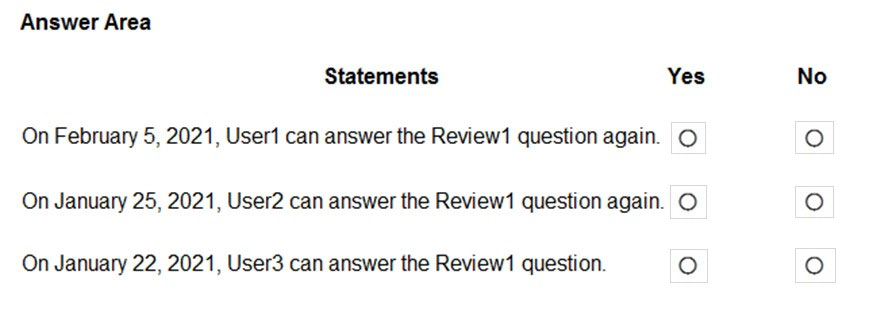 Answer Area
Statements Yes No
On February 5, 2021, User1 can answer the Review1 question again.
On January 25, 2021, User2 can answer the Review1 question again.
On January 22, 2021, User3 can answer the Review1 question.